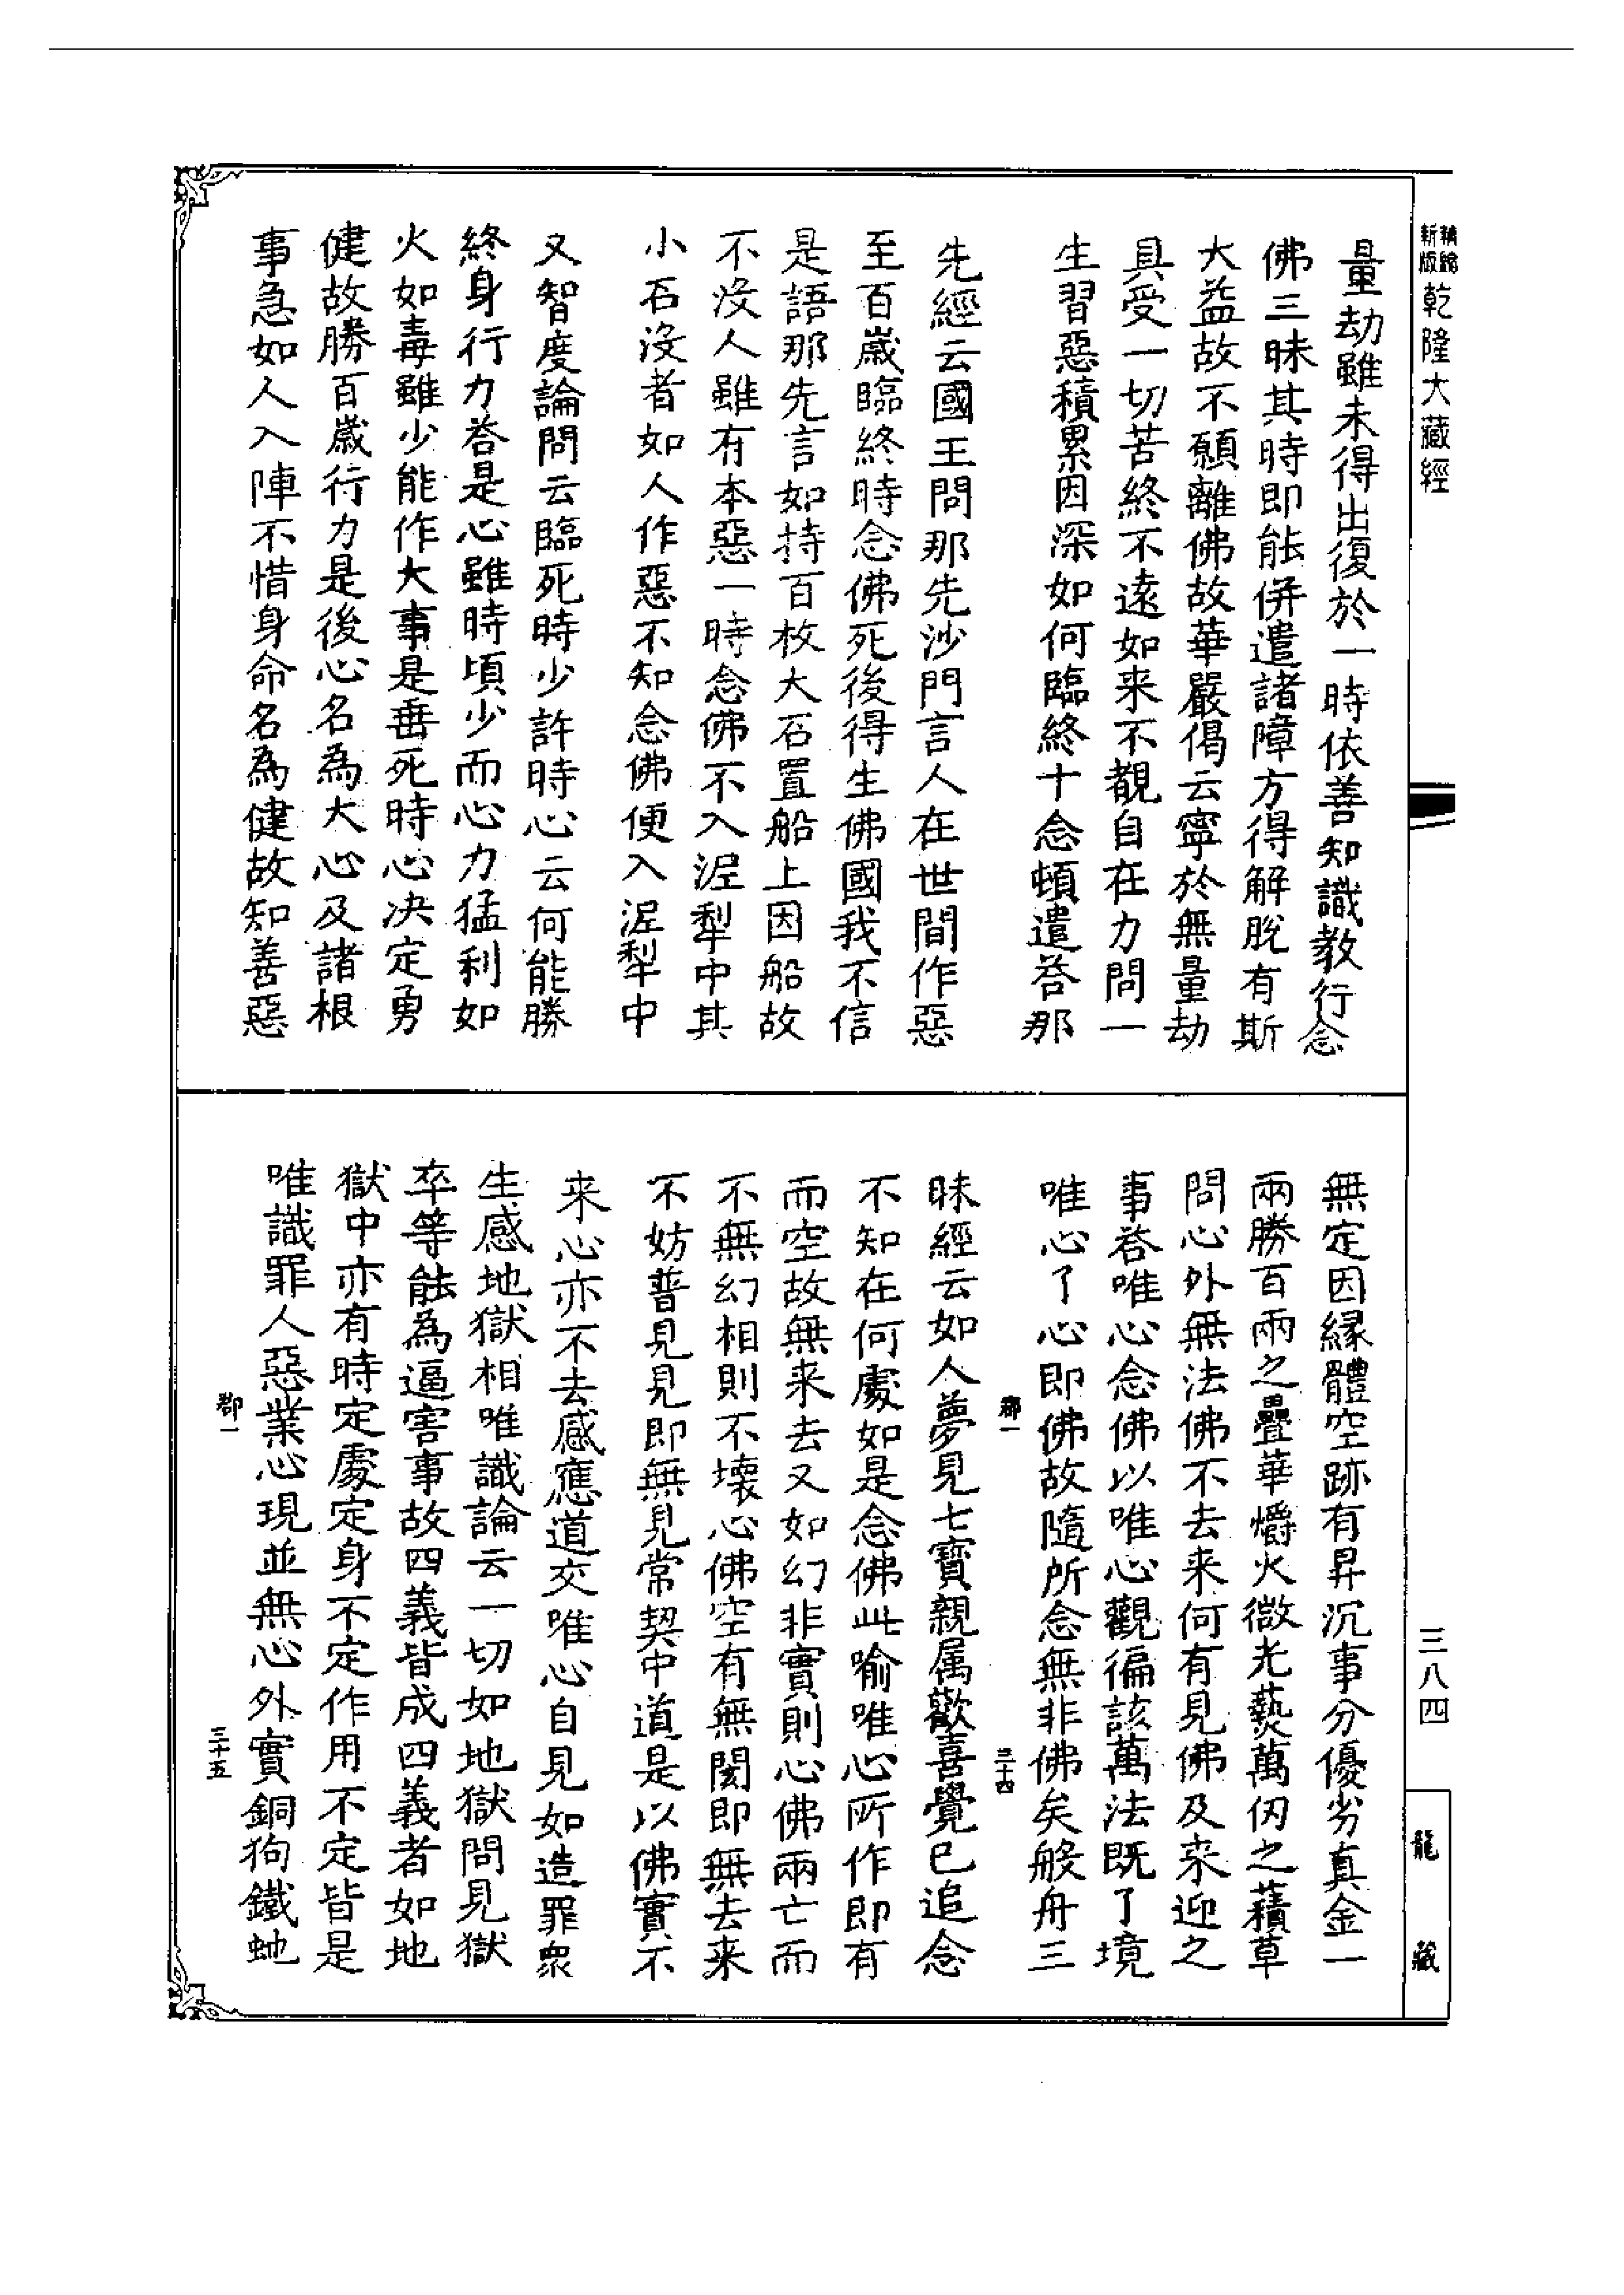 新版
乾隆大藏經
量劫雖未得出復於一時依善知識教行念
佛三昧其時即能併遣諸障方得解脫有斯
大益故不願離佛故華嚴偈云寧於無量劫
具受一切苦終不遠如来不覩自在力問一
生習惡積累因深如何臨終十念頓遣荅那
先經云國王問那先沙門言人在世間作惡
至百歲臨終時念佛死後得生佛國我不信
是語那先言如持百枚大石置船上因船故
不沒人雖有本惡一時念佛不入泥犁中其
小石沒者如人作惡不知念佛便入泥犁中
又智度論問云臨死時少許時心云何能勝
終身行力荅是心雖時頃少而心力猛利如
火如毒雖少能作大事是垂死時心决定勇
健故勝百歲行力是後心名為大心及諸根
事急如人入陣不惜身命名為健故知善惡
無定因緣體空跡有昇沉事分優劣真金一
兩勝百兩之疊華爝火微光爇萬仞之䕸草
問心外無法佛不去来何有見佛及来迎之
事荅唯心念佛以唯心觀徧該萬法既了境
唯心了心即佛故隨所念無非佛矣般舟三
郡一
三十四
昧經云如人夢見七寶親属歡喜覺已追念
不知在何處如是念佛此喻唯心所作即有
而空故無来去又如幻非實則心佛兩亡而
不無幻相則不壞心佛空有無閡即無去来
不妨普見見即無見常契中道是以佛實不
来心亦不去感應道交唯心自見如造罪眾
生感地獄相唯識論云一切如地獄問見獄
卒等能為逼害事故四義皆成四義者如地
獄中亦有時定處定身不定作用不定皆是
唯識罪人惡業心現並無心外實銅狗鐵虵
郡一
三十五
三八四
龍藏